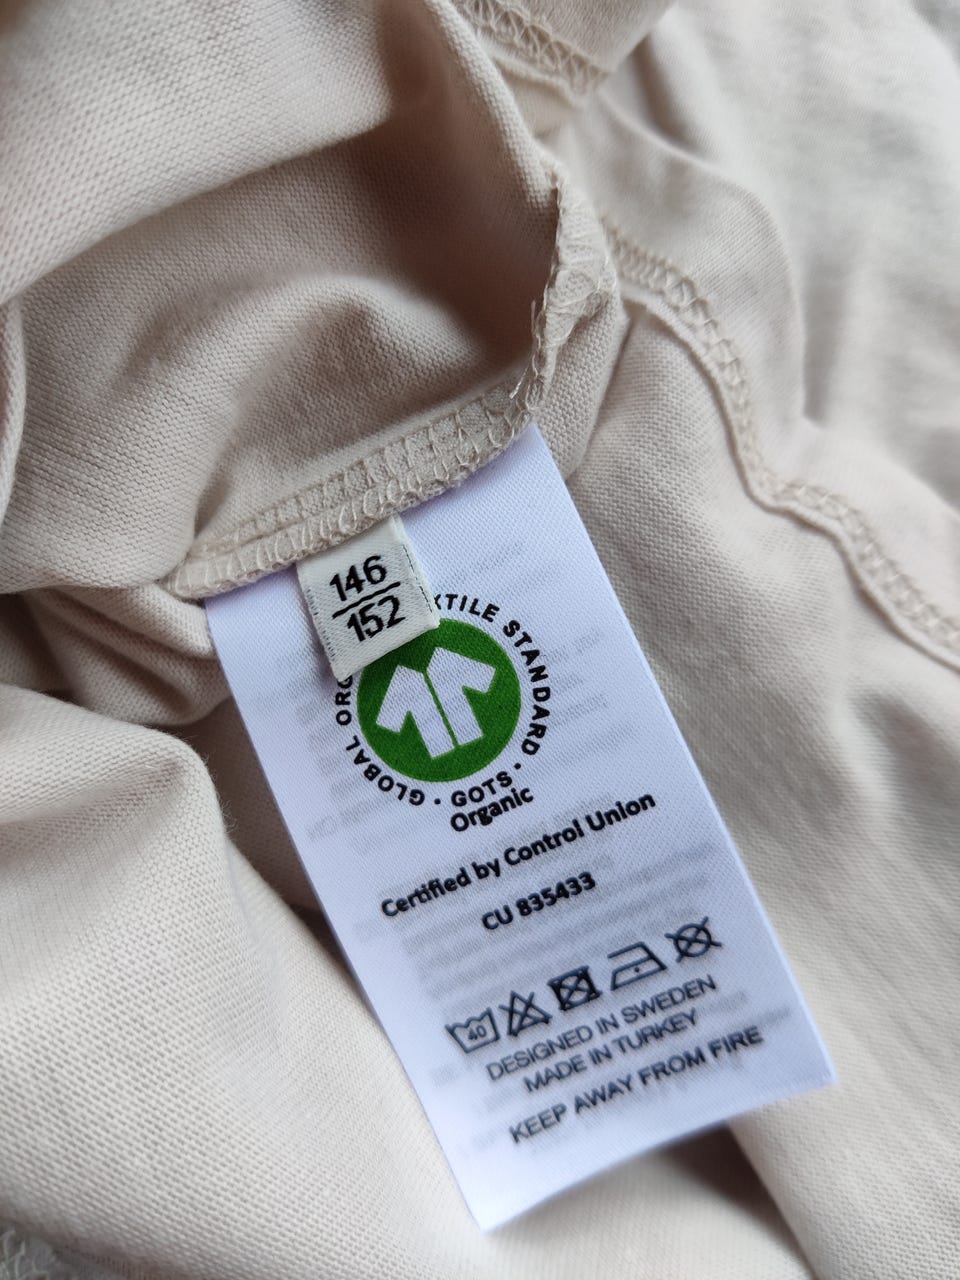 146
152
GLOBAL ORG TILE STANDARD · GOTS ·
Organic
Certified by Control Union
CU 835433
40
DESIGNED IN SWEDEN
MADE IN TURKEY
KEEP AWAY FROM FIRE